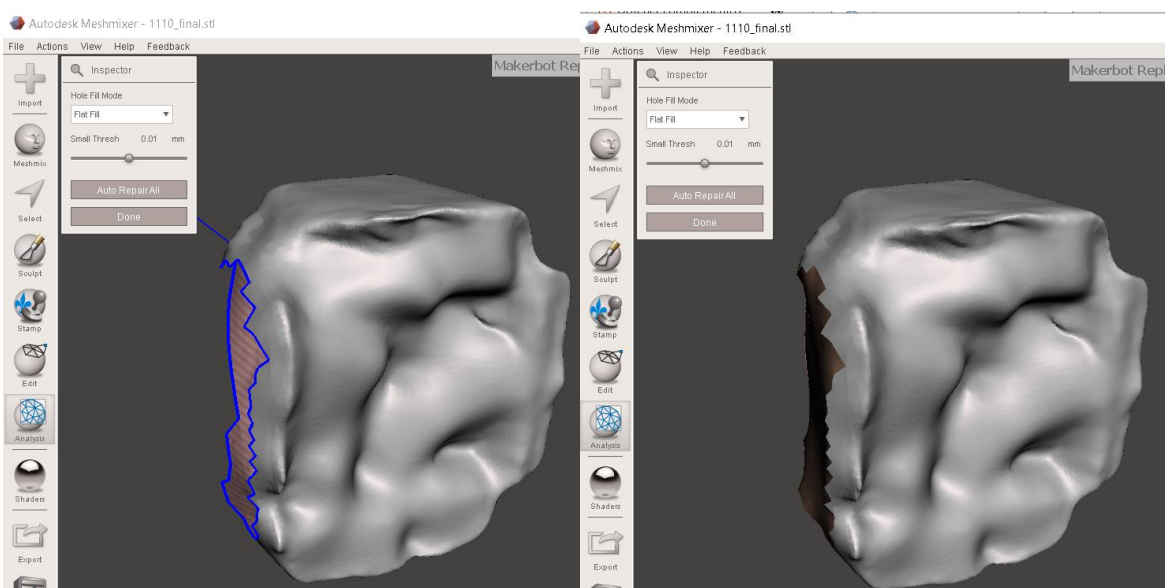 Autodesk Meshmixer - 1110_final.stl
File Actions View Help Feedback
Inspector
Hole Fill Mode
Flat Fill
Small Thresh 0.01 mm
Auto Repair All
Done
Makerbot Rep
Import
Meshmix
Select
Sculpt
Stamp
Edit
Analysis
Shaders
Export
Autodesk Meshmixer - 1110_final.stl
File Actions View Help Feedback
Inspector
Hole Fill Mode
Flat Fill
Small Thresh 0.01 mm
Auto Repair All
Done
Makerbot Repl
Import
Meshmix
Select
Sculpt
Stamp
Edit
Analysis
Shaders
Export